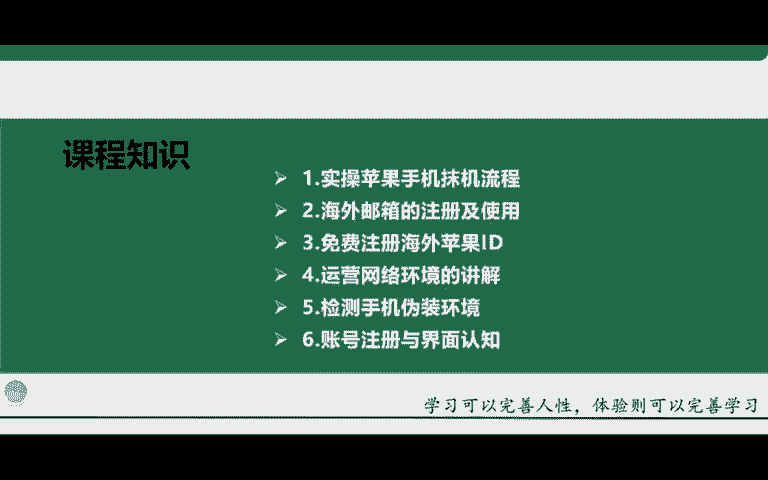 课程知识
1.实操苹果手机抹机流程
2.海外邮箱的注册及使用
3.免费注册海外苹果ID
4.运营网络环境的讲解
5.检测手机伪装环境
6.账号注册与界面认知
学习可以完善人性，体验则可以完善学习